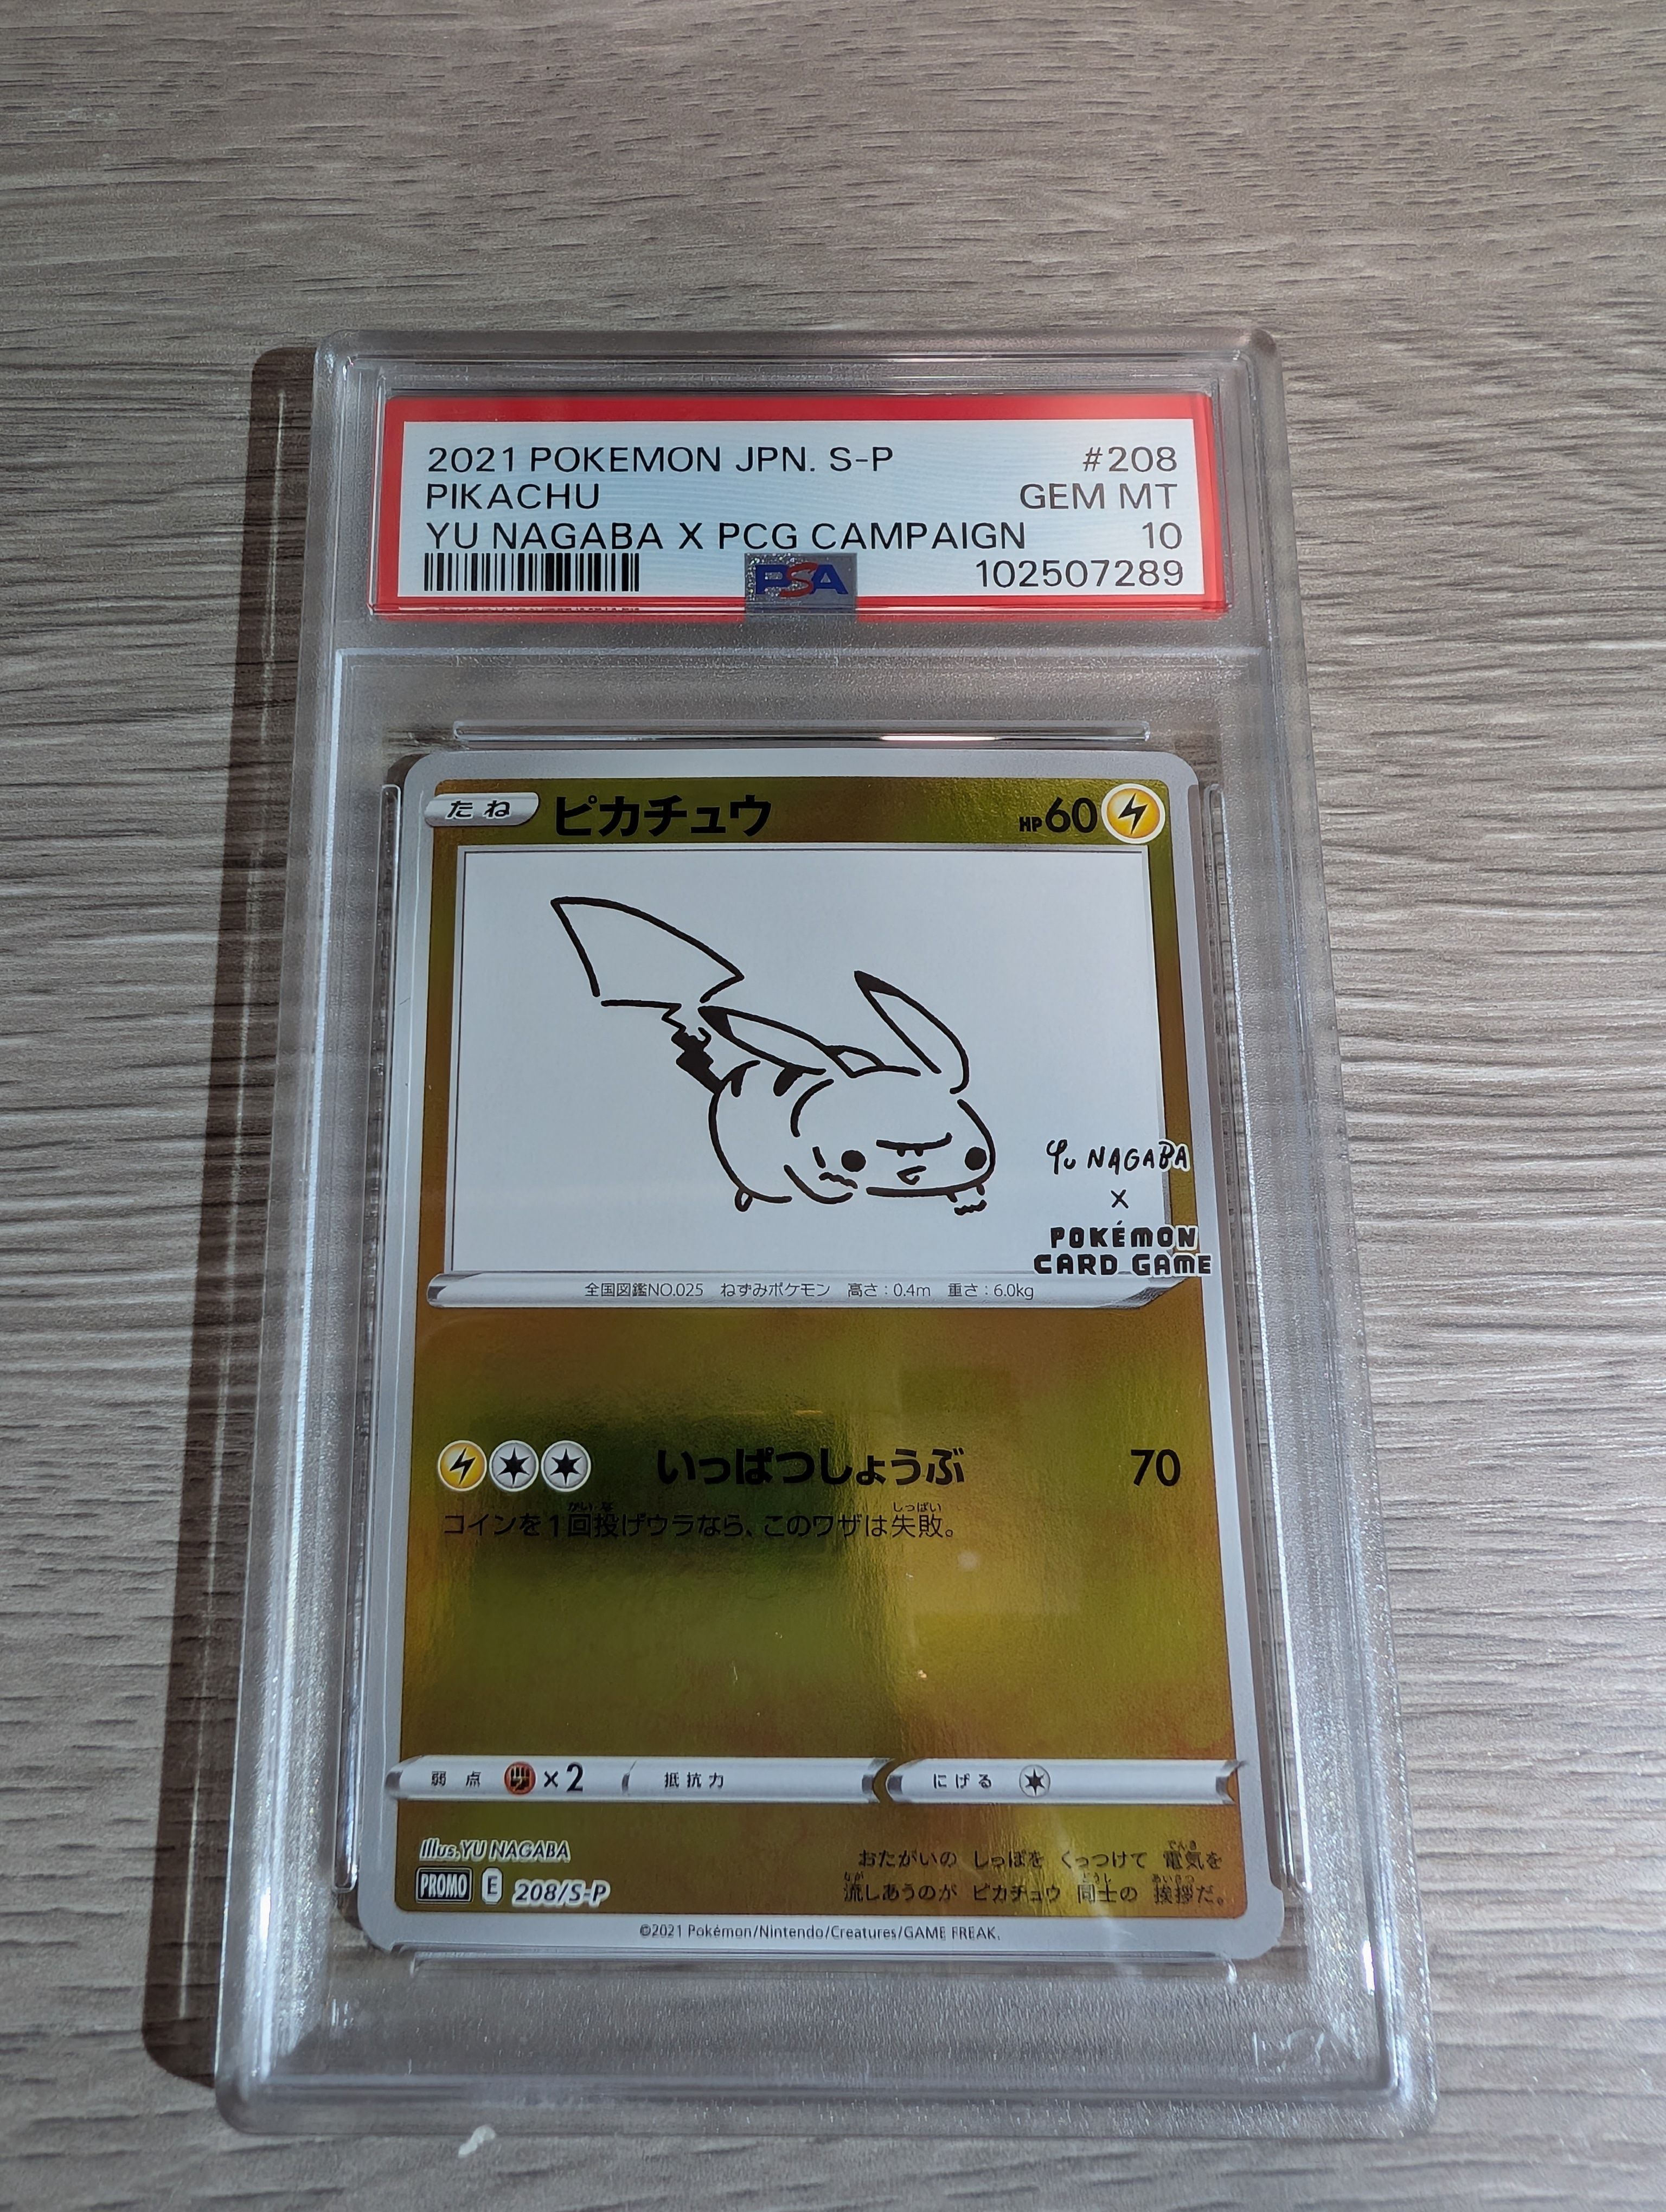 2021 POKEMON JPN. S-P #208
PIKACHU GEM MT
YU NAGABA X PCG CAMPAIGN 10
PSA 102507289
たね ピカチュウ HP60
YU NAGABA
X
POKÉMON
CARD GAME
全国図鑑NO.025 ねずみポケモン 高さ:0.4m 重さ:6.0kg
いっぱつしょうぶ 70
コインを1回投げウラなら、このワザは失敗。
弱点 ×2 抵抗力 にげる
Illus.YU NAGABA
PROMO E 208/S-P
おたがいの しっぽを くっつけて 電気を
流しあうのが ピカチュウ 同士の 挨拶だ。
©2021 Pokémon/Nintendo/Creatures/GAME FREAK.